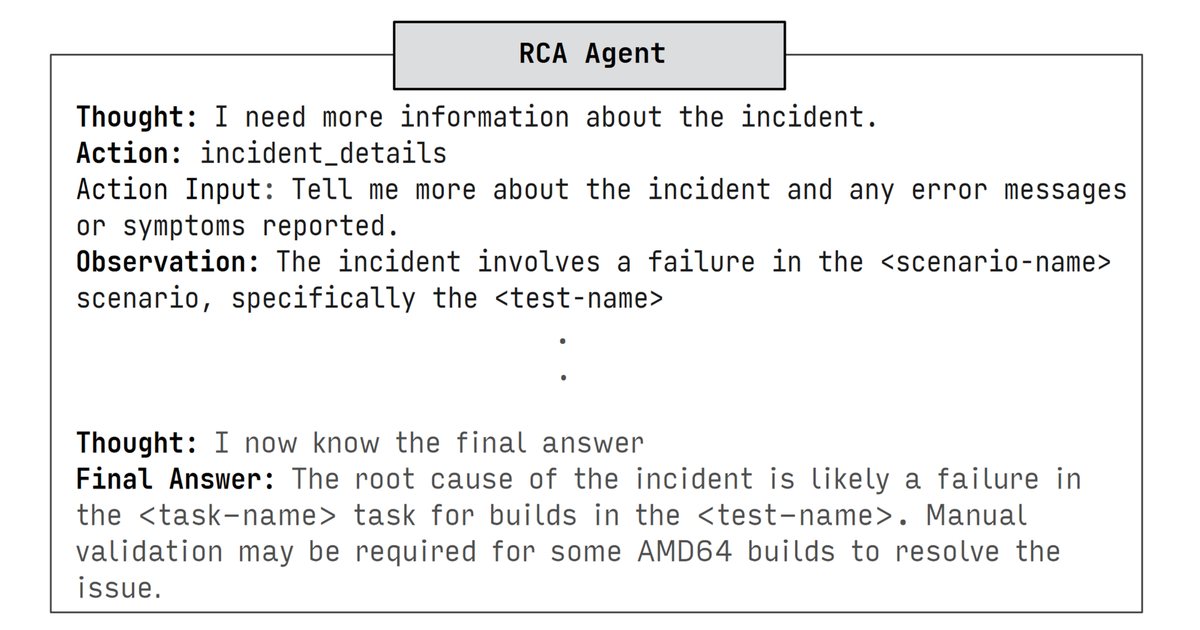 RCA Agent
Thought: I need more information about the incident.
Action: incident_details
Action Input: Tell me more about the incident and any error messages
or symptoms reported.
Observation: The incident involves a failure in the <scenario-name>
scenario, specifically the <test-name>
.
.
Thought: I now know the final answer
Final Answer: The root cause of the incident is likely a failure in
the <task-name> task for builds in the <test-name>. Manual
validation may be required for some AMD64 builds to resolve the
issue.